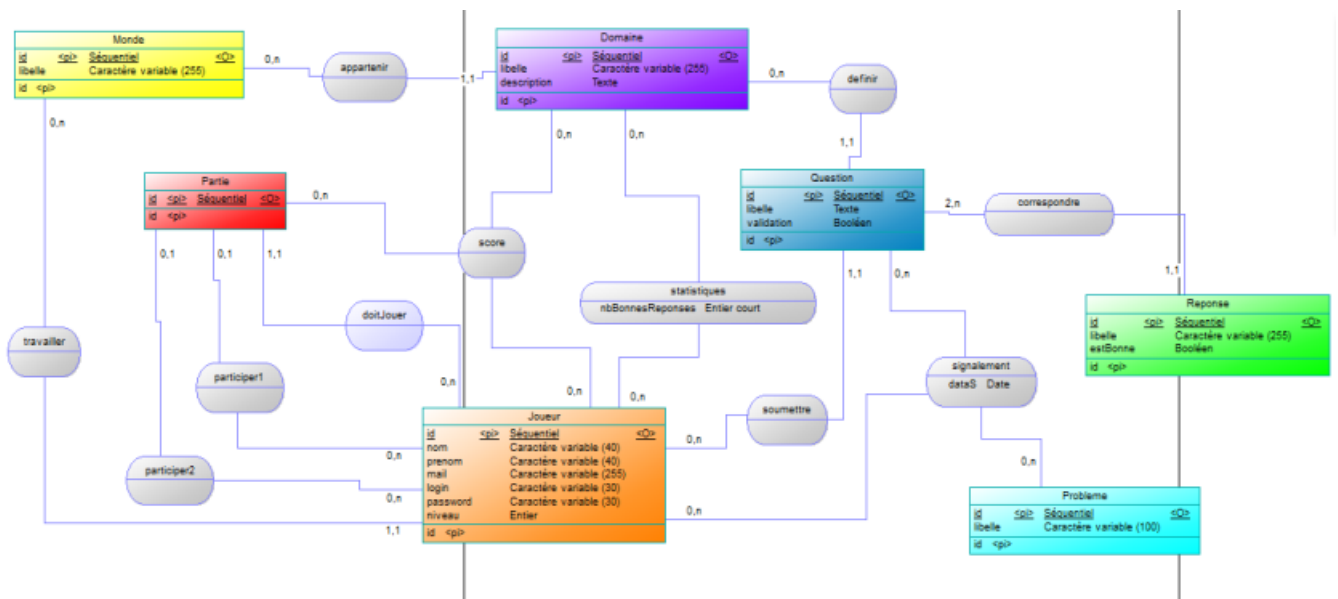 Monde
id <pi> Séquentiel <O>
libelle Caractère variable (255)
id <pi>
0,n
appartenir
1,1
Domaine
id <pi> Séquentiel <O>
libelle Caractère variable (255)
description Texte
id <pi>
0,n
definir
0,n
0,n
0,n
1,1
Partie
id <pi> Séquentiel <O>
id <pi>
0,n
Question
id <pi> Séquentiel <O>
libelle Texte
validation Booléen
id <pi>
2,n
correspondre
0,1
0,1
1,1
score
1,1
0,n
1,1
statistiques
nbBonnesReponses Entier court
Reponse
id <pi> Séquentiel <O>
libelle Caractère variable (255)
estBonne Booléen
id <pi>
travailler
doitJouer
participer1
0,n
0,n
0,n
signalement
dataS Date
soumettre
Joueur
id <pi> Séquentiel <O>
nom Caractère variable (40)
prenom Caractère variable (40)
mail Caractère variable (255)
login Caractère variable (30)
password Caractère variable (30)
niveau Entier
id <pi>
0,n
0,n
participer2
0,n
0,n
1,1
0,n
Probleme
id <pi> Séquentiel <O>
libelle Caractère variable (100)
id <pi>
0,n